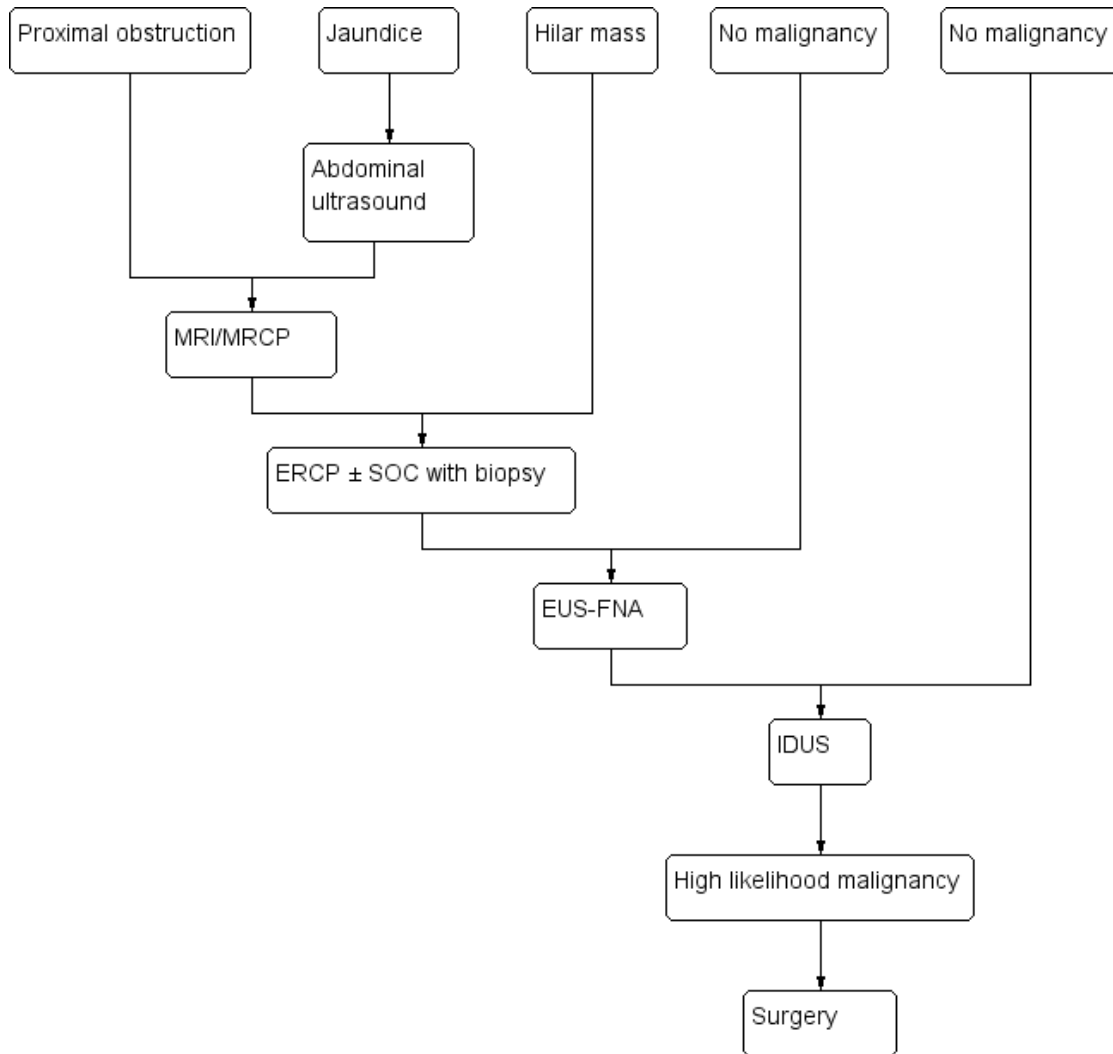 Proximal obstruction
Jaundice
Hilar mass
No malignancy
No malignancy
Abdominal
ultrasound
MRI/MRCP
ERCP ± SOC with biopsy
EUS-FNA
IDUS
High likelihood malignancy
Surgery